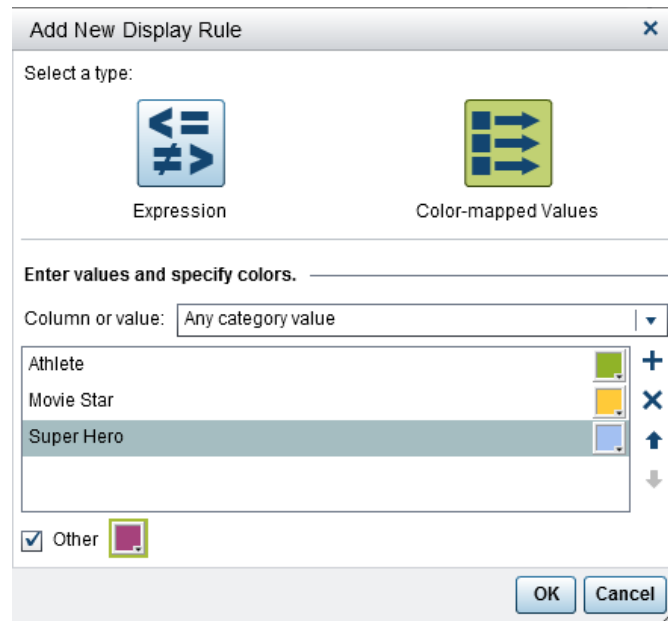 Add New Display Rule
Select a type:
Expression
Color-mapped Values
Enter values and specify colors.
Column or value: Any category value
Athlete
Movie Star
Super Hero
Other
OK Cancel